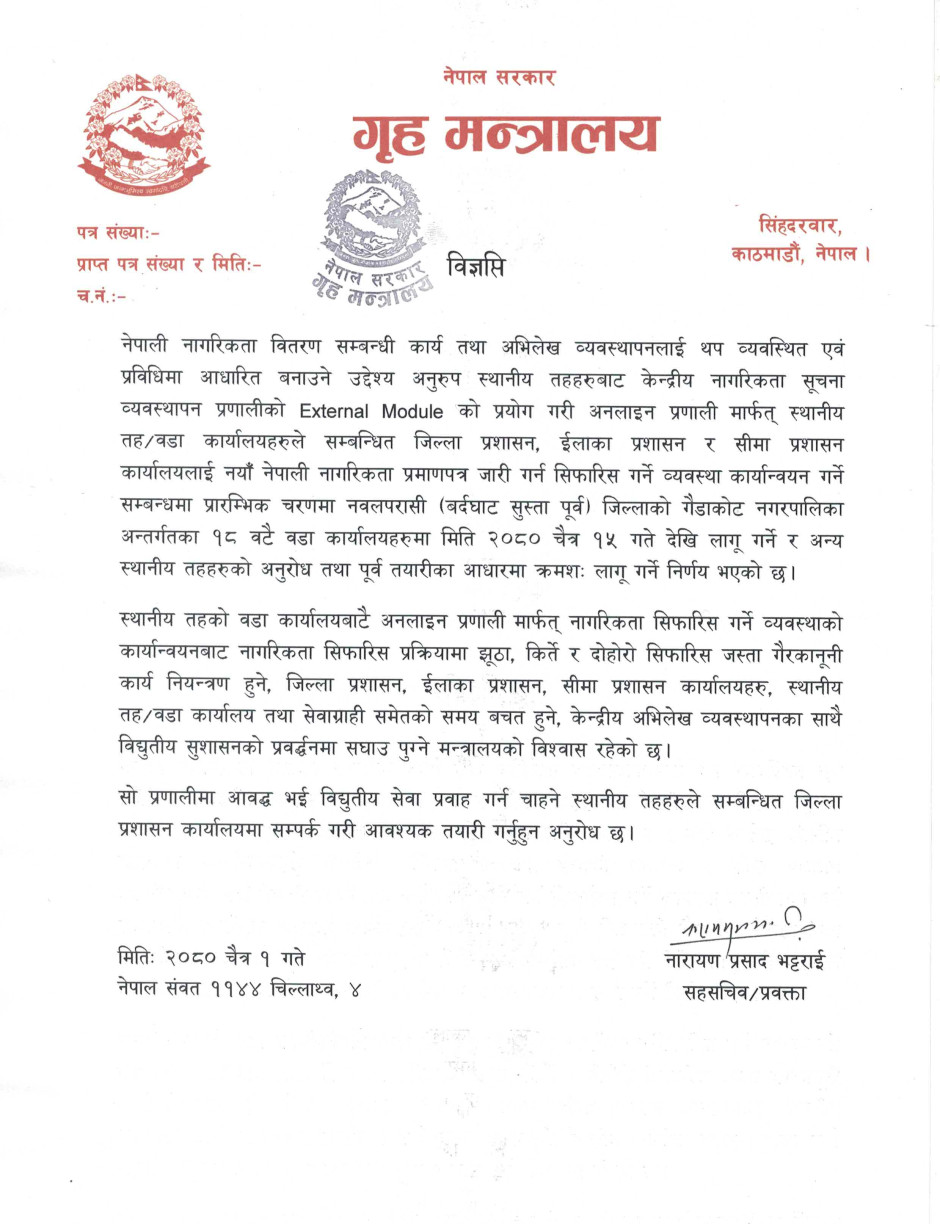 नेपाल सरकार
गृह मन्त्रालय
नेपाल सरकार
गृह मन्त्रालय
पत्र संख्याः-
प्राप्त पत्र संख्या र मितिः-
च.नं.:-
सिंहदरवार,
काठमाडौं, नेपाल ।
विज्ञप्ति
नेपाली नागरिकता वितरण सम्बन्धी कार्य तथा अभिलेख व्यवस्थापनलाई थप व्यवस्थित एवं
प्रविधिमा आधारित बनाउने उद्देश्य अनुरुप स्थानीय तहहरुबाट केन्द्रीय नागरिकता सूचना
व्यवस्थापन प्रणालीको External Module को प्रयोग गरी अनलाइन प्रणाली मार्फत् स्थानीय
तह/वडा कार्यालयहरुले सम्बन्धित जिल्ला प्रशासन, ईलाका प्रशासन र सीमा प्रशासन
कार्यालयलाई नयाँ नेपाली नागरिकता प्रमाणपत्र जारी गर्न सिफारिस गर्ने व्यवस्था कार्यान्वयन गर्ने
सम्बन्धमा प्रारम्भिक चरणमा नवलपरासी (बर्दघाट सुस्ता पूर्व) जिल्लाको गैडाकोट नगरपालिका
अन्तर्गतका १८ वटै वडा कार्यालयहरुमा मिति २०८० चैत्र १५ गते देखि लागू गर्ने र अन्य
स्थानीय तहहरुको अनुरोध तथा पूर्व तयारीका आधारमा क्रमशः लागू गर्ने निर्णय भएको छ।
स्थानीय तहको वडा कार्यालयबाटै अनलाइन प्रणाली मार्फत् नागरिकता सिफारिस गर्ने व्यवस्थाको
कार्यान्वयनबाट नागरिकता सिफारिस प्रक्रियामा झूठा, किर्ते र दोहोरो सिफारिस जस्ता गैरकानूनी
कार्य नियन्त्रण हुने, जिल्ला प्रशासन, ईलाका प्रशासन, सीमा प्रशासन कार्यालयहरु, स्थानीय
तह/वडा कार्यालय तथा सेवाग्राही समेतको समय बचत हुने, केन्द्रीय अभिलेख व्यवस्थापनका साथै
विद्युतीय सुशासनको प्रवर्द्धनमा सघाउ पुग्ने मन्त्रालयको विश्वास रहेको छ।
सो प्रणालीमा आवद्ध भई विद्युतीय सेवा प्रवाह गर्न चाहने स्थानीय तहहरुले सम्बन्धित जिल्ला
प्रशासन कार्यालयमा सम्पर्क गरी आवश्यक तयारी गर्नुहुन अनुरोध छ।
मितिः २०८० चैत्र १ गते
नेपाल संवत ११४४ चिल्लाथ्व, ४
नारायण प्रसाद भट्टराई
सहसचिव/प्रवक्ता